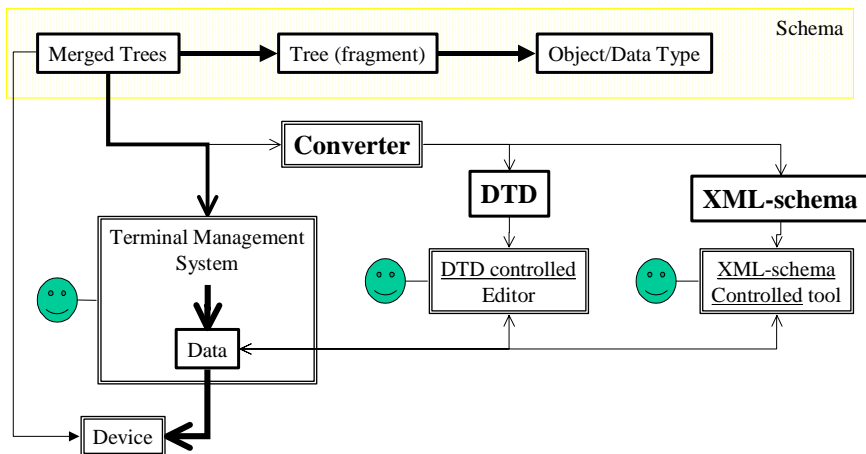 Schema
Merged Trees
Tree (fragment)
Object/Data Type
Converter
DTD
XML-schema
Terminal Management
System
DTD controlled
Editor
XML-schema
Controlled tool
Data
Device